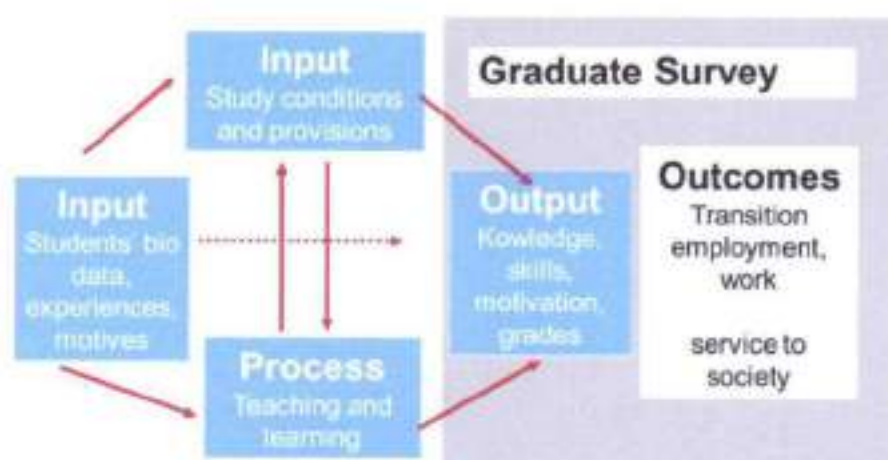 Input
Study conditions
and provisions
Graduate Survey
Input
Students' bio
data,
experiences,
motives
Output
Kowledge,
skills,
motivation,
grades
Outcomes
Transition
employment,
work
service to
society
Process
Teaching and
learning